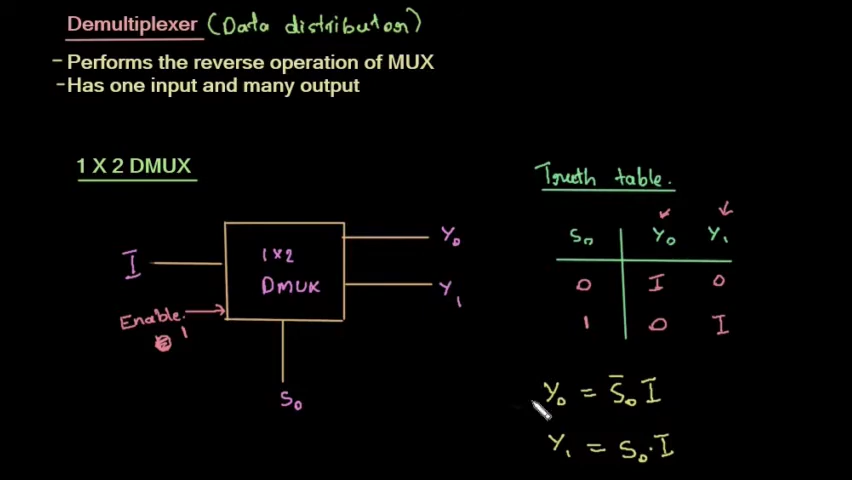 Demultiplexer (Data distributor)
- Performs the reverse operation of MUX
- Has one input and many output
1 X 2 DMUX
Truth table.
I
1x2
DMUX
Y₀
Y₁
Enable.
1
S₀
S₀ Y₀ Y₁
0 I 0
1 0 I
Y₀ = S̅₀ I
Y₁ = S₀.I